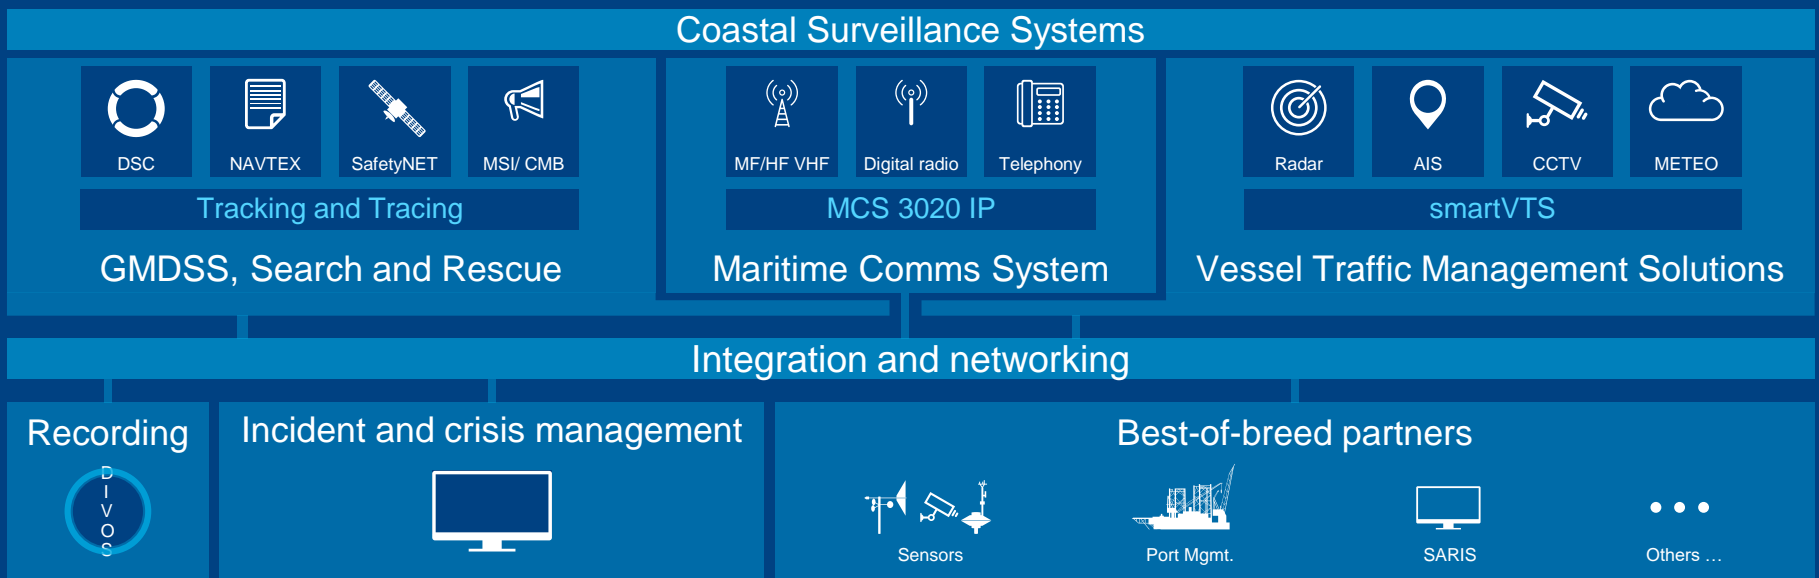 Coastal Surveillance Systems
DSC
NAVTEX
SafetyNET
MSI/ CMB
Tracking and Tracing
GMDSS, Search and Rescue
MF/HF VHF
Digital radio
Telephony
MCS 3020 IP
Maritime Comms System
Radar
AIS
CCTV
METEO
smartVTS
Vessel Traffic Management Solutions
Integration and networking
Recording
D
I
V
O
S
Incident and crisis management
Best-of-breed partners
Sensors
Port Mgmt.
SARIS
Others ...